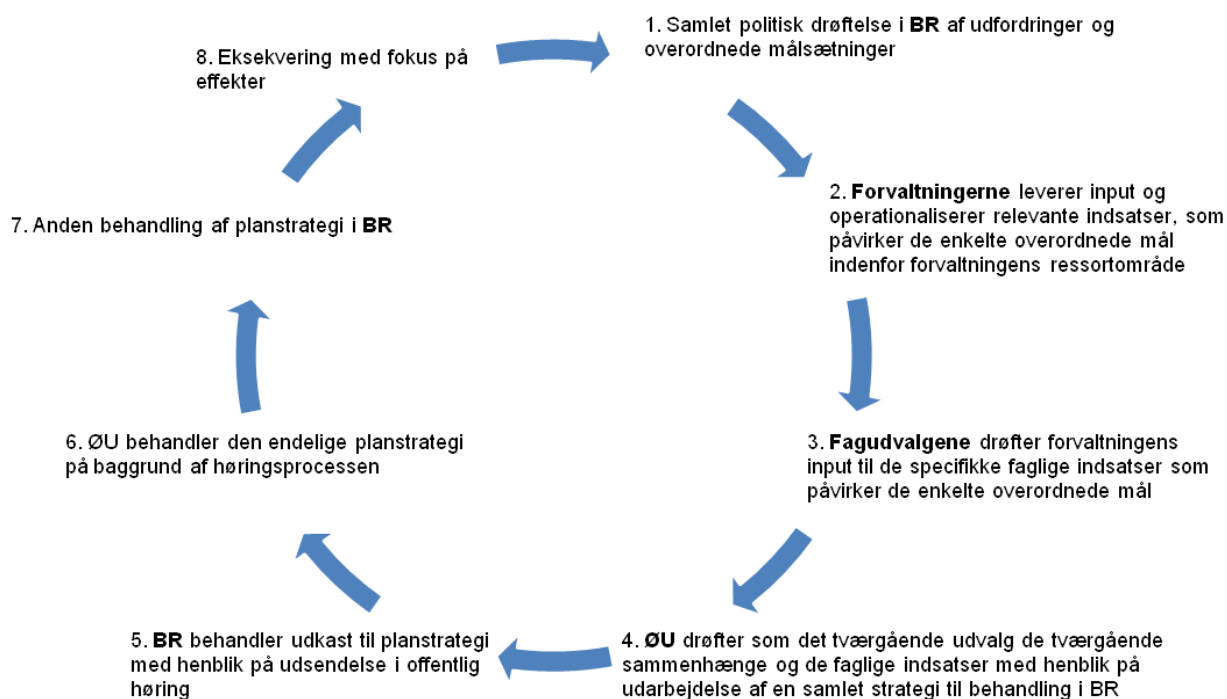 1. Samlet politisk drøftelse i BR af udfordringer og
overordnede målsætninger
2. Forvaltningerne leverer input og
operationaliserer relevante indsatser, som
påvirker de enkelte overordnede mål
indenfor forvaltningens ressortområde
3. Fagudvalgene drøfter forvaltningens
input til de specifikke faglige indsatser som
påvirker de enkelte overordnede mål
4. ØU drøfter som det tværgående udvalg de tværgående
sammenhænge og de faglige indsatser med henblik på
udarbejdelse af en samlet strategi til behandling i BR
5. BR behandler udkast til planstrategi
med henblik på udsendelse i offentlig
høring
6. ØU behandler den endelige planstrategi
på baggrund af høringsprocessen
7. Anden behandling af planstrategi i BR
8. Eksekvering med fokus på
effekter